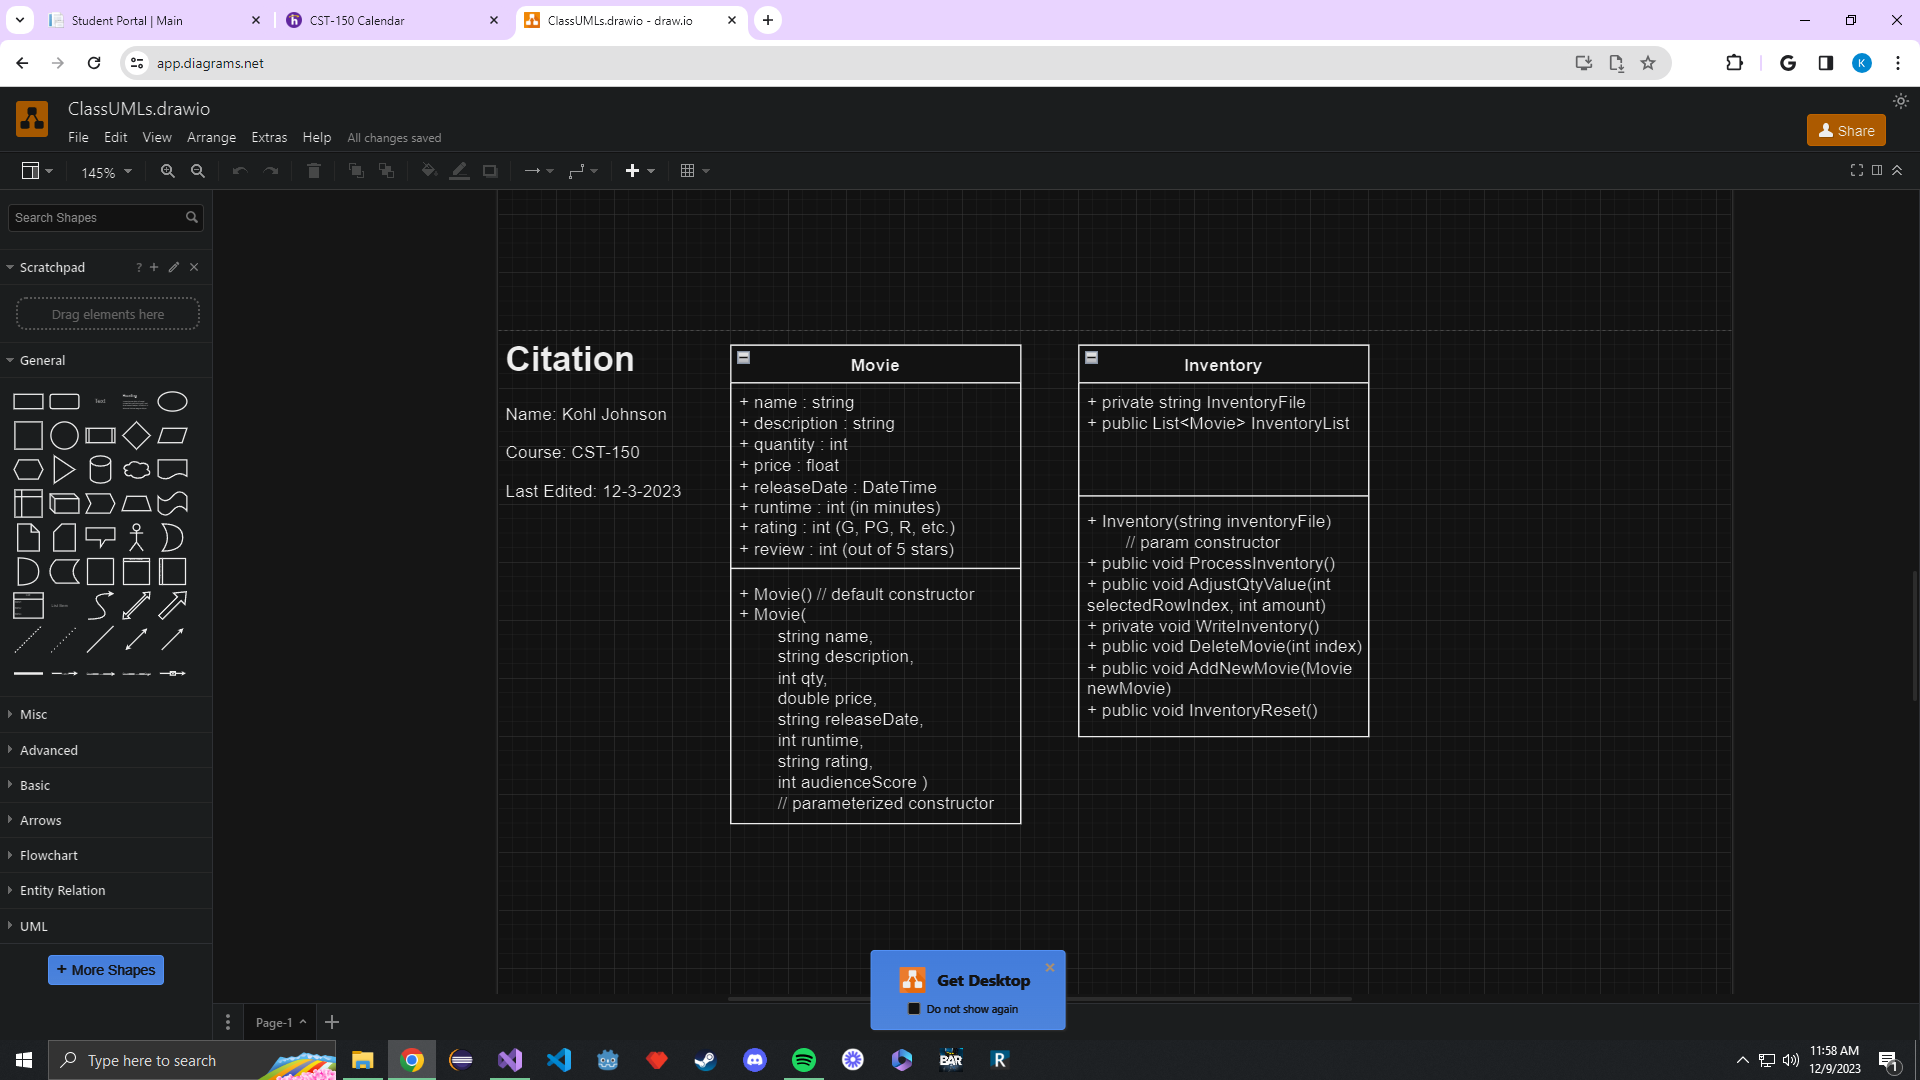 Student Portal | Main
CST-150 Calendar
ClassUMLs.drawio - draw.io
app.diagrams.net
K
ClassUMLs.drawio
File Edit View Arrange Extras Help All changes saved
Share
145%
Search Shapes
Scratchpad
?
Drag elements here
General
Text
Heading
Misc
Advanced
Basic
Arrows
Flowchart
Entity Relation
UML
+ More Shapes
Citation
Name: Kohl Johnson
Course: CST-150
Last Edited: 12-3-2023
Movie
+ name : string
+ description : string
+ quantity : int
+ price : float
+ releaseDate : DateTime
+ runtime : int (in minutes)
+ rating : int (G, PG, R, etc.)
+ review : int (out of 5 stars)
+ Movie() // default constructor
+ Movie(
string name,
string description,
int qty,
double price,
string releaseDate,
int runtime,
string rating,
int audienceScore )
// parameterized constructor
Inventory
+ private string InventoryFile
+ public List<Movie> InventoryList
+ Inventory(string inventoryFile)
// param constructor
+ public void ProcessInventory()
+ public void AdjustQtyValue(int
selectedRowIndex, int amount)
+ private void WriteInventory()
+ public void DeleteMovie(int index)
+ public void AddNewMovie(Movie
newMovie)
+ public void InventoryReset()
Get Desktop
Do not show again
Page-1
Type here to search
BAR
R
11:58 AM
12/9/2023
1